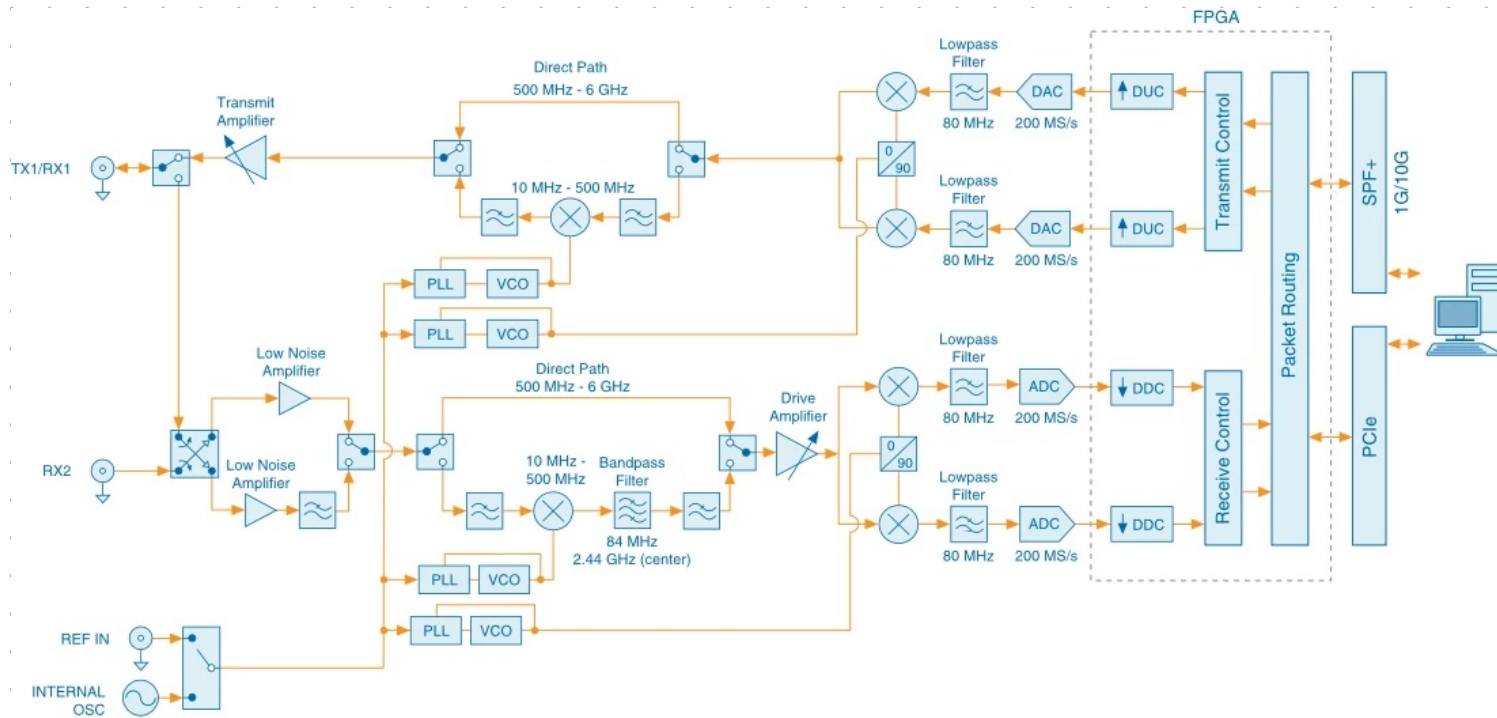 FPGA
Lowpass
Filter
DAC
DUC
80 MHz
200 MS/s
Direct Path
500 MHz - 6 GHz
Transmit
Amplifier
TX1/RX1
10 MHz - 500 MHz
0
90
Lowpass
Filter
DAC
DUC
80 MHz
200 MS/s
Transmit Control
Packet Routing
SPF+
1G/10G
PLL
VCO
PLL
VCO
Low Noise
Amplifier
Direct Path
500 MHz - 6 GHz
Drive
Amplifier
Lowpass
Filter
ADC
DDC
80 MHz
200 MS/s
RX2
Low Noise
Amplifier
10 MHz -
500 MHz
Bandpass
Filter
84 MHz
2.44 GHz (center)
0
90
Lowpass
Filter
ADC
DDC
80 MHz
200 MS/s
Receive Control
PCIe
PLL
VCO
PLL
VCO
REF IN
INTERNAL
OSC